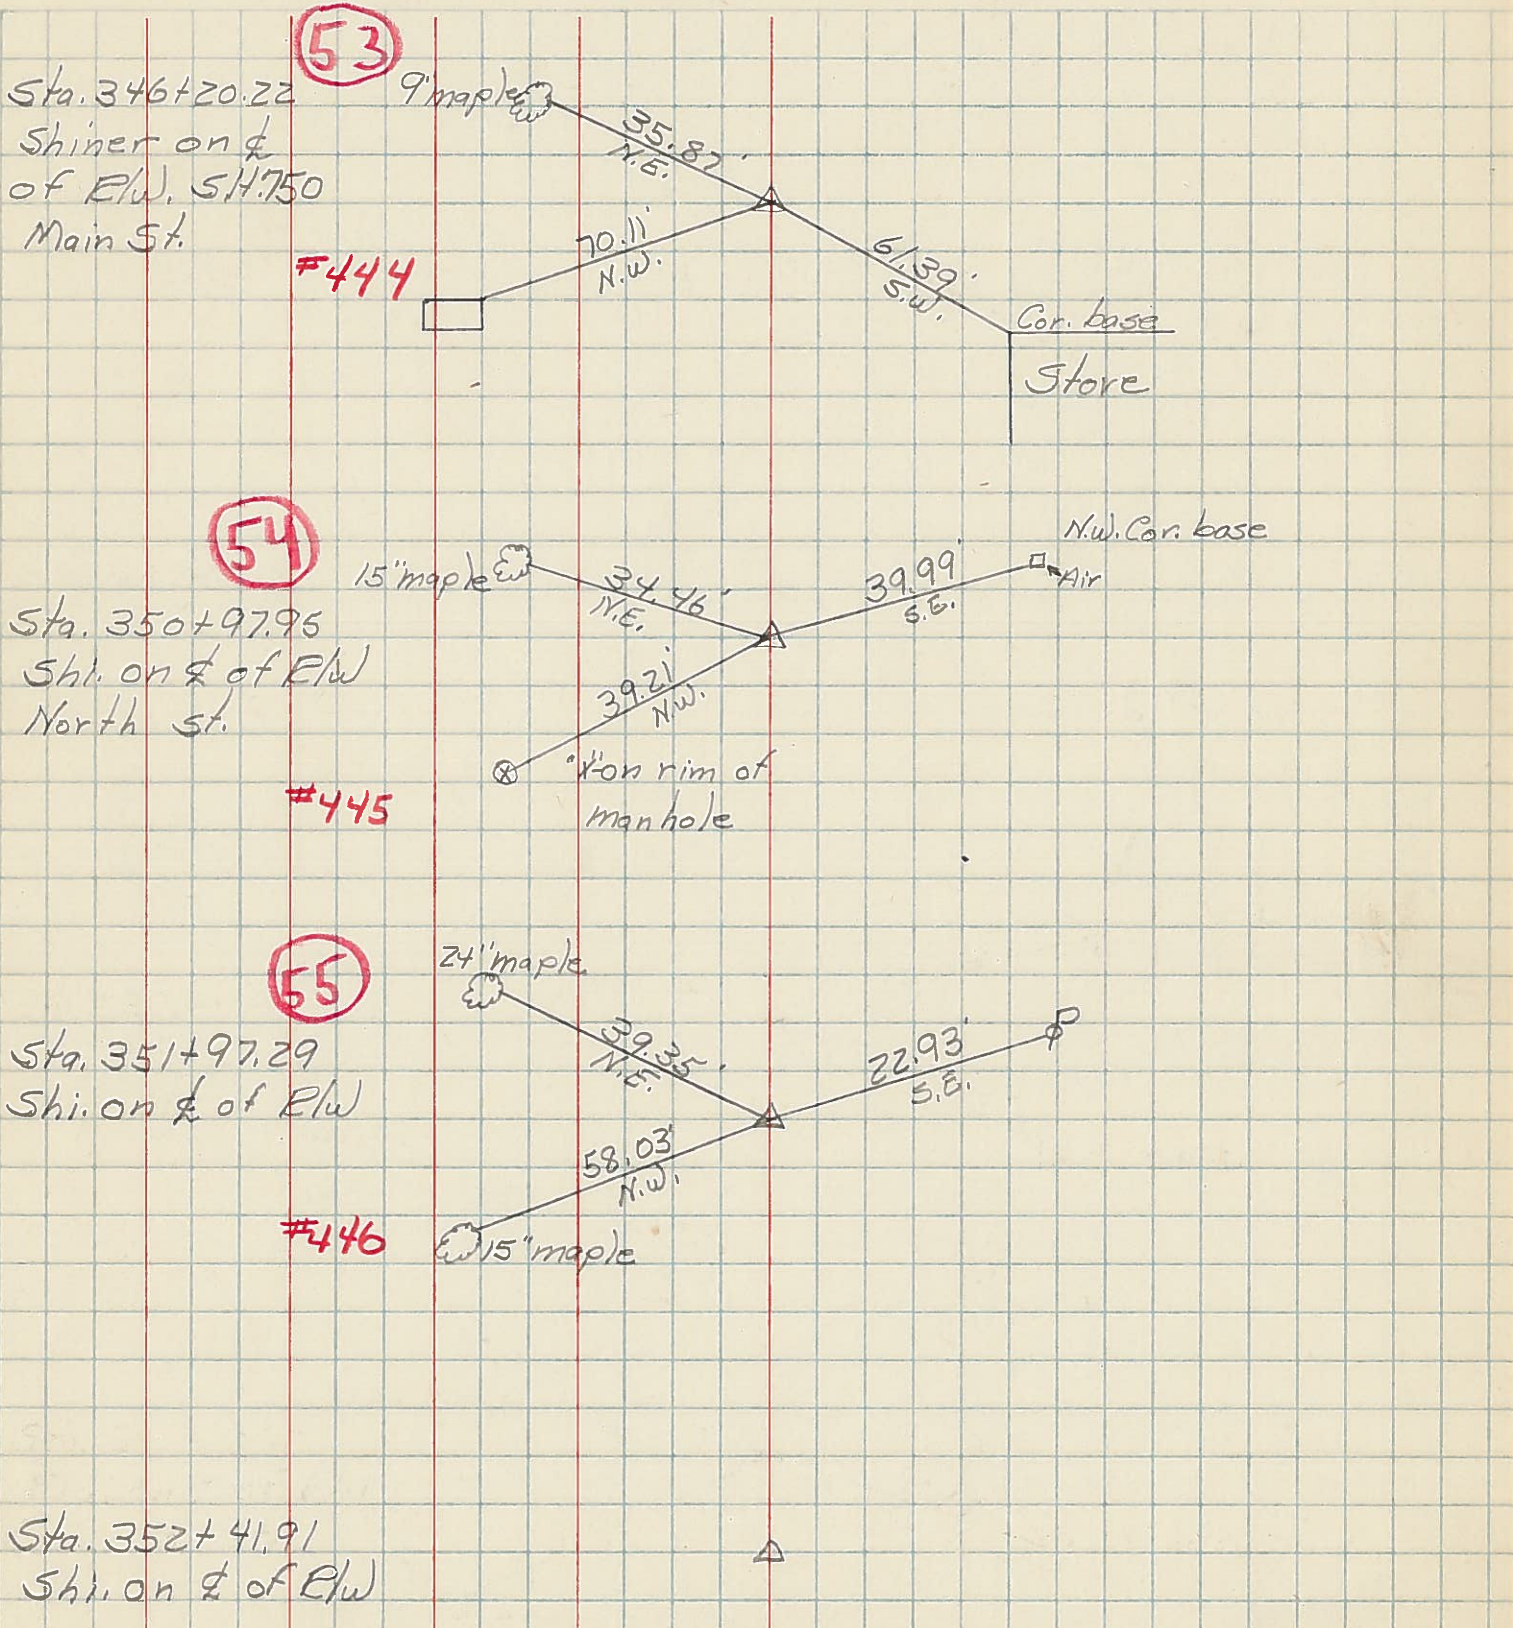 53
Sta. 346+20.22
Shiner on ℄
of R/W. S.H.750
Main St.
#444
9"maple
35.87'
N.E.
70.11'
N.W.
61.39'
S.W.
Cor. base
Store
54
Sta. 350+97.95
Shi. on ℄ of R/W
North St.
#445
15"maple
34.46'
N.E.
39.21'
N.W.
"X" on rim of
manhole
39.99'
S.E.
N.W. Cor. base
Air
55
Sta. 351+97.29
Shi. on ℄ of R/W
#446
24"maple
39.35'
N.E.
58.03'
N.W.
15"maple
22.93'
S.E.
Sta. 352+41.91
Shi. on ℄ of R/W